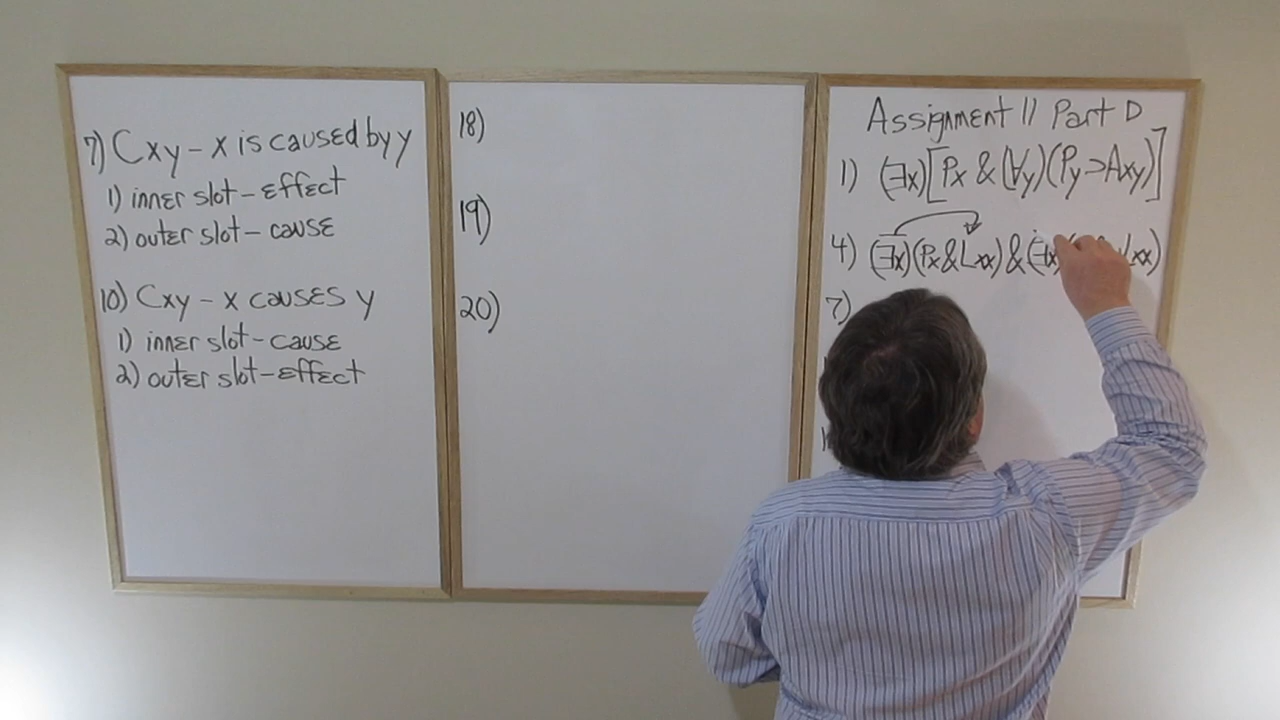 7) Cxy - x is caused by y
1) inner slot - effect
2) outer slot - cause
10) Cxy - x causes y
1) inner slot - cause
2) outer slot - effect
18)
19)
20)
Assignment 11 Part D
1) (∃x)[Px & (∀y)(Py ⊃ Axy)]
4) (∃x)(Px & Lxx) & (∃x) Lxx)
7)